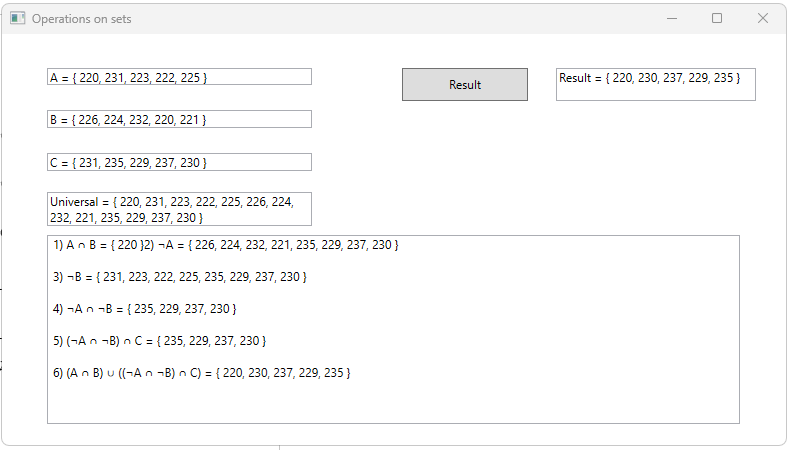 Operations on sets
A = { 220, 231, 223, 222, 225 }
Result
Result = { 220, 230, 237, 229, 235 }
B = { 226, 224, 232, 220, 221 }
C = { 231, 235, 229, 237, 230 }
Universal = { 220, 231, 223, 222, 225, 226, 224,
232, 221, 235, 229, 237, 230 }
1) A ∩ B = { 220 }2) ¬A = { 226, 224, 232, 221, 235, 229, 237, 230 }
3) ¬B = { 231, 223, 222, 225, 235, 229, 237, 230 }
4) ¬A ∩ ¬B = { 235, 229, 237, 230 }
5) (¬A ∩ ¬B) ∩ C = { 235, 229, 237, 230 }
6) (A ∩ B) ∪ ((¬A ∩ ¬B) ∩ C) = { 220, 230, 237, 229, 235 }